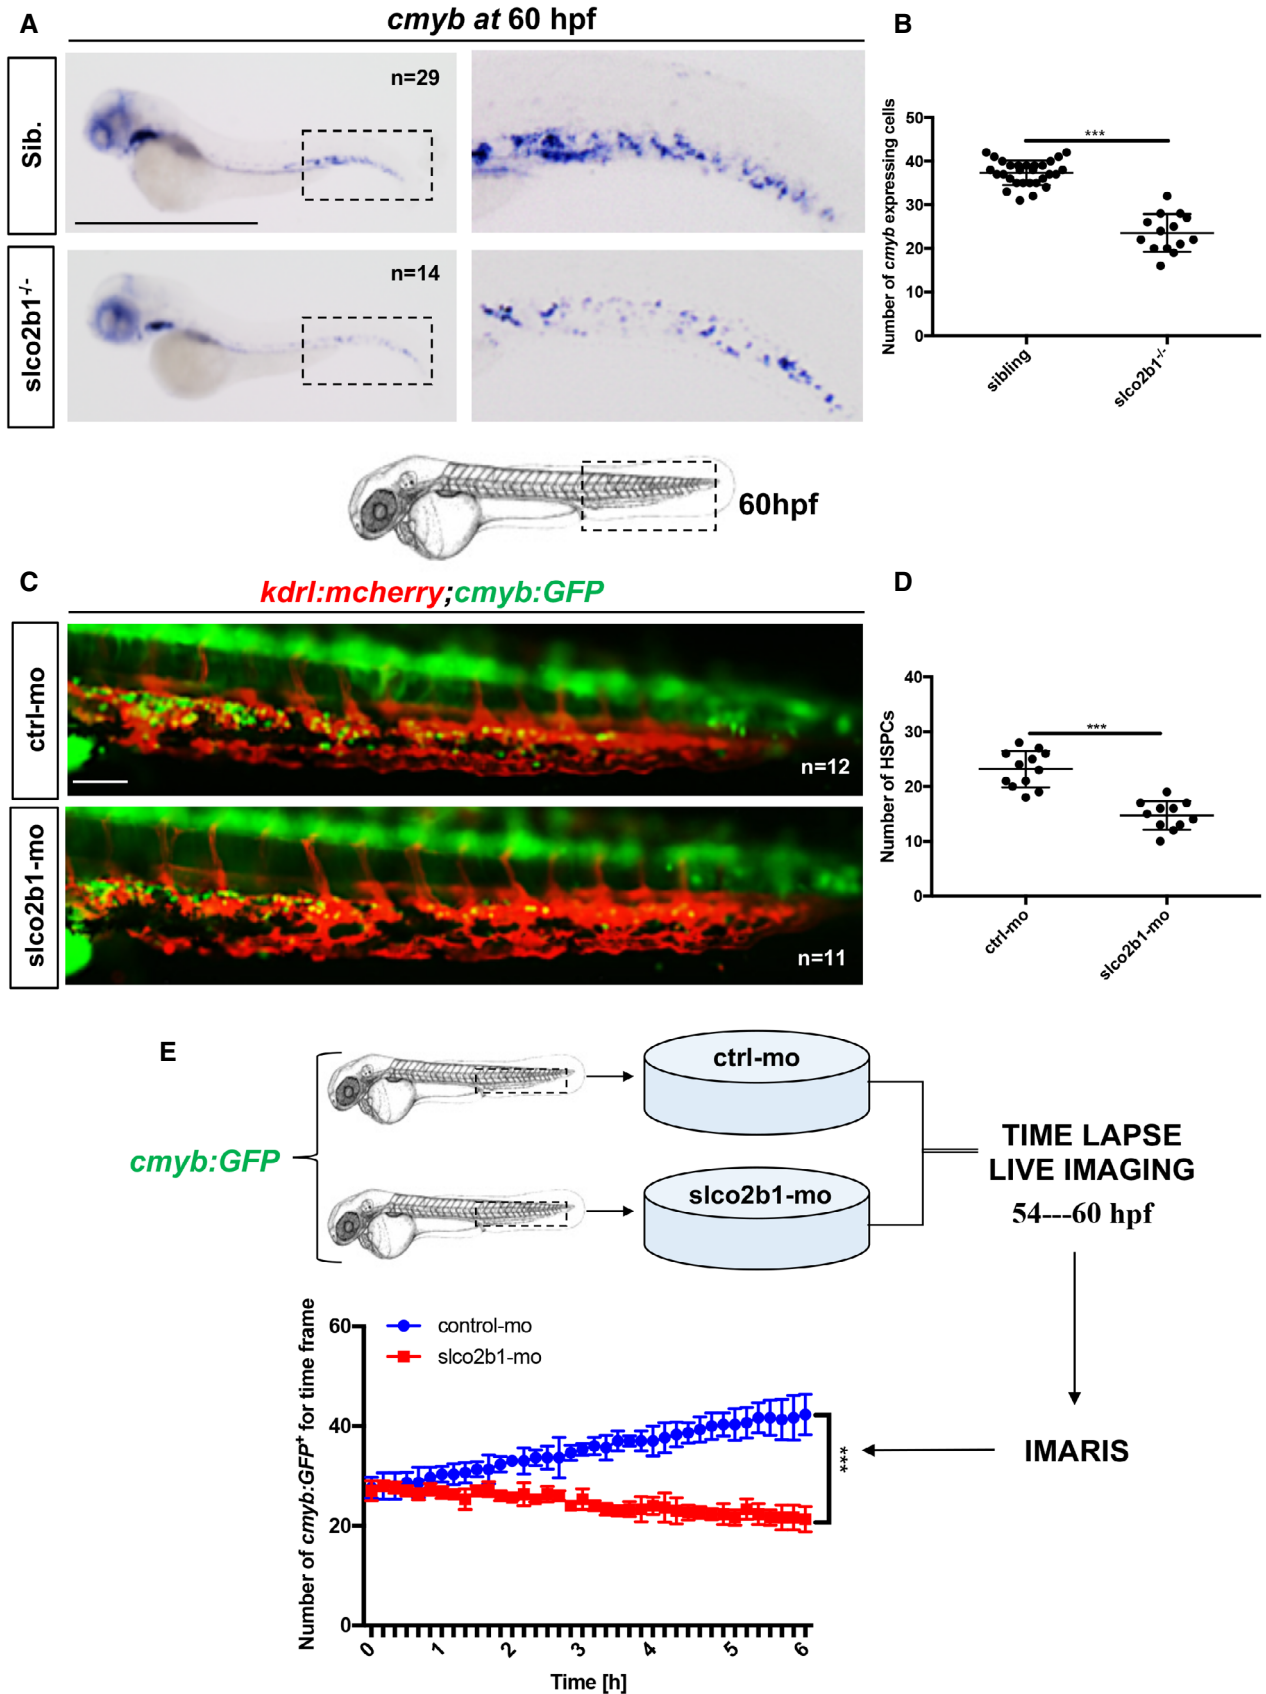 A
cmyb at 60 hpf
Sib.
n=29
slco2b1-/-
n=14
60hpf
B
Number of cmyb expressing cells
50
40
30
20
10
0
***
sibling
slco2b1-/-
C
kdrl:mcherry;cmyb:GFP
ctrl-mo
n=12
slco2b1-mo
n=11
D
Number of HSPCs
40
30
20
10
0
***
ctrl-mo
slco2b1-mo
E
cmyb:GFP
ctrl-mo
slco2b1-mo
TIME LAPSE
LIVE IMAGING
54---60 hpf
IMARIS
control-mo
slco2b1-mo
Number of cmyb:GFP+ for time frame
60
40
20
0
***
0 1 2 3 4 5 6
Time [h]